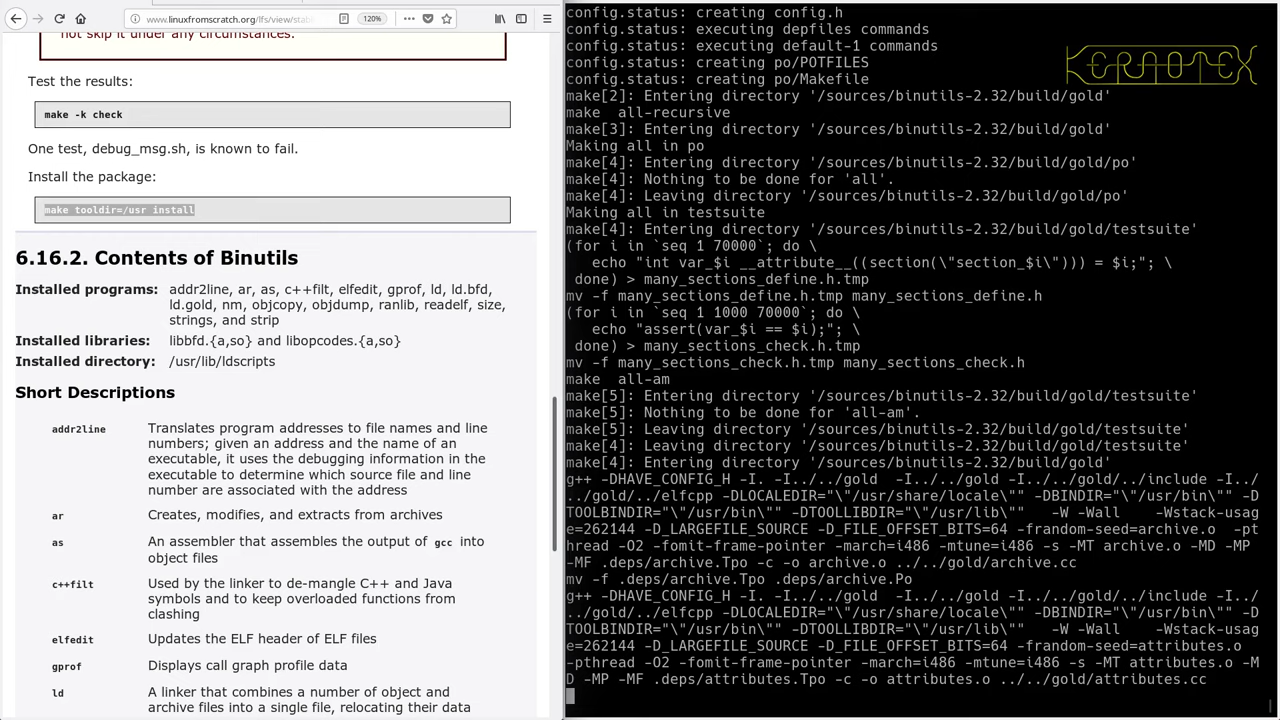 www.linuxfromscratch.org/lfs/view/stab
120%
not skip it under any circumstances.
Test the results:
make -k check
One test, debug_msg.sh, is known to fail.
Install the package:
make tooldir=/usr install
6.16.2. Contents of Binutils
Installed programs: addr2line, ar, as, c++filt, elfedit, gprof, ld, ld.bfd,
ld.gold, nm, objcopy, objdump, ranlib, readelf, size,
strings, and strip
Installed libraries: libbfd.{a,so} and libopcodes.{a,so}
Installed directory: /usr/lib/ldscripts
Short Descriptions
addr2line Translates program addresses to file names and line
numbers; given an address and the name of an
executable, it uses the debugging information in the
executable to determine which source file and line
number are associated with the address
ar Creates, modifies, and extracts from archives
as An assembler that assembles the output of gcc into
object files
c++filt Used by the linker to de-mangle C++ and Java
symbols and to keep overloaded functions from
clashing
elfedit Updates the ELF header of ELF files
gprof Displays call graph profile data
ld A linker that combines a number of object and
archive files into a single file, relocating their data
config.status: creating config.h
config.status: executing depfiles commands
config.status: executing default-1 commands
config.status: creating po/POTFILES
config.status: creating po/Makefile
make[2]: Entering directory '/sources/binutils-2.32/build/gold'
make  all-recursive
make[3]: Entering directory '/sources/binutils-2.32/build/gold'
Making all in po
make[4]: Entering directory '/sources/binutils-2.32/build/gold/po'
make[4]: Nothing to be done for 'all'.
make[4]: Leaving directory '/sources/binutils-2.32/build/gold/po'
Making all in testsuite
make[4]: Entering directory '/sources/binutils-2.32/build/gold/testsuite'
(for i in `seq 1 70000`; do \
echo "int var_$i __attribute__((section(\"section_$i\"))) = $i;"; \
done) > many_sections_define.h.tmp
mv -f many_sections_define.h.tmp many_sections_define.h
(for i in `seq 1 1000 70000`; do \
echo "assert(var_$i == $i);"; \
done) > many_sections_check.h.tmp
mv -f many_sections_check.h.tmp many_sections_check.h
make  all-am
make[5]: Entering directory '/sources/binutils-2.32/build/gold/testsuite'
make[5]: Nothing to be done for 'all-am'.
make[5]: Leaving directory '/sources/binutils-2.32/build/gold/testsuite'
make[4]: Leaving directory '/sources/binutils-2.32/build/gold/testsuite'
make[4]: Entering directory '/sources/binutils-2.32/build/gold'
g++ -DHAVE_CONFIG_H -I. -I../../gold  -I../../gold -I../../gold/../include -I../
../gold/../elfcpp -DLOCALEDIR="\"/usr/share/locale\"" -DBINDIR="\"/usr/bin\"" -D
TOOLBINDIR="\"/usr/bin\"" -DTOOLLIBDIR="\"/usr/lib\""   -W -Wall    -Wstack-usag
e=262144 -D_LARGEFILE_SOURCE -D_FILE_OFFSET_BITS=64 -frandom-seed=archive.o  -pt
hread -O2 -fomit-frame-pointer -march=i486 -mtune=i486 -s -MT archive.o -MD -MP
-MF .deps/archive.Tpo -c -o archive.o ../../gold/archive.cc
mv -f .deps/archive.Tpo .deps/archive.Po
g++ -DHAVE_CONFIG_H -I. -I../../gold  -I../../gold -I../../gold/../include -I../
../gold/../elfcpp -DLOCALEDIR="\"/usr/share/locale\"" -DBINDIR="\"/usr/bin\"" -D
TOOLBINDIR="\"/usr/bin\"" -DTOOLLIBDIR="\"/usr/lib\""   -W -Wall    -Wstack-usag
e=262144 -D_LARGEFILE_SOURCE -D_FILE_OFFSET_BITS=64 -frandom-seed=attributes.o
-pthread -O2 -fomit-frame-pointer -march=i486 -mtune=i486 -s -MT attributes.o -M
D -MP -MF .deps/attributes.Tpo -c -o attributes.o ../../gold/attributes.cc